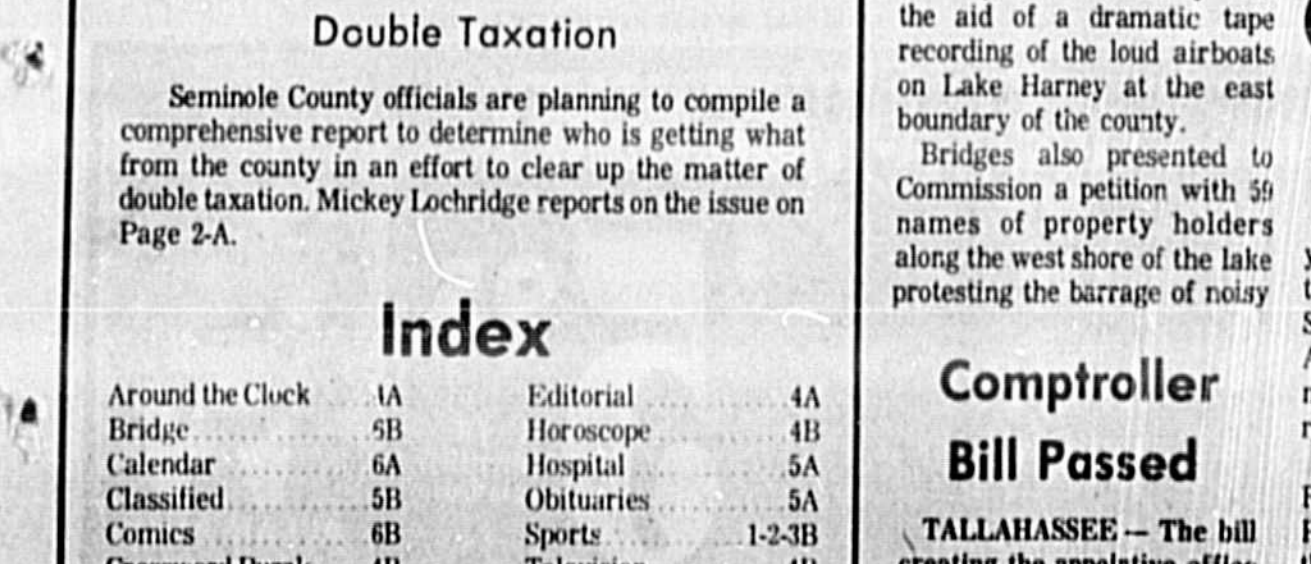 Double Taxation
Seminole County officials are planning to compile a
comprehensive report to determine who is getting what
from the county in an effort to clear up the matter of
double taxation. Mickey Lochridge reports on the issue on
Page 2-A.
Index
Around the Clock
Bridge 6B
Calendar 6A
Classified 5B
Comics 6B
Editorial 4A
Horoscope 4B
Hospital 5A
Obituaries 5A
Sports 1-2-3B
the aid of a dramatic tape
recording of the loud airboats
on Lake Harney at the east
boundary of the county.
Bridges also presented to
Commission a petition with 59
names of property holders
along the west shore of the lake
protesting the barrage of noisy
Comptroller
Bill Passed
TALLAHASSEE — The bill
creating the appointive